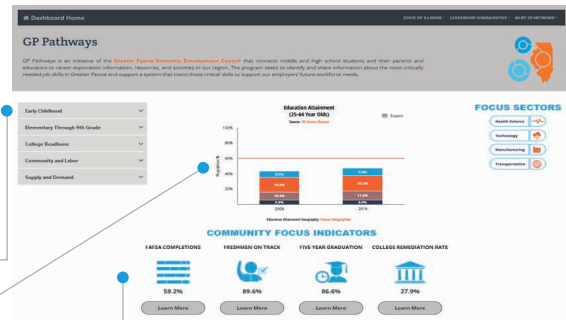 Dashboard Home
STATE OF ILLINOIS
LEADERSHIP COMMUNITIES
60 BY 25 NETWORK
GP Pathways
GP Pathways is an initiative of the Greater Peoria Economic Development Council that connects middle and high school students and their parents and
educators to career exploration information, resources, and activities in our region. The program seeks to identify and share information about the most critically
needed job skills in Greater Peoria and support a system that trains those critical skills to support our employers' future workforce needs.
Early Childhood
Elementary Through 9th Grade
College Readiness
Community and Labor
Supply and Demand
Education Attainment
(25-64 Year Olds)
Export
Population %
100%
80%
60%
40%
20%
2009
2019
FOCUS SECTORS
Health Science
Technology
Manufacturing
Transportation
COMMUNITY FOCUS INDICATORS
FAFSA COMPLETIONS
FRESHMEN ON TRACK
FIVE YEAR GRADUATION
COLLEGE REMEDIATION RATE
59.2%
89.6%
86.6%
27.9%
Learn More
Learn More
Learn More
Learn More